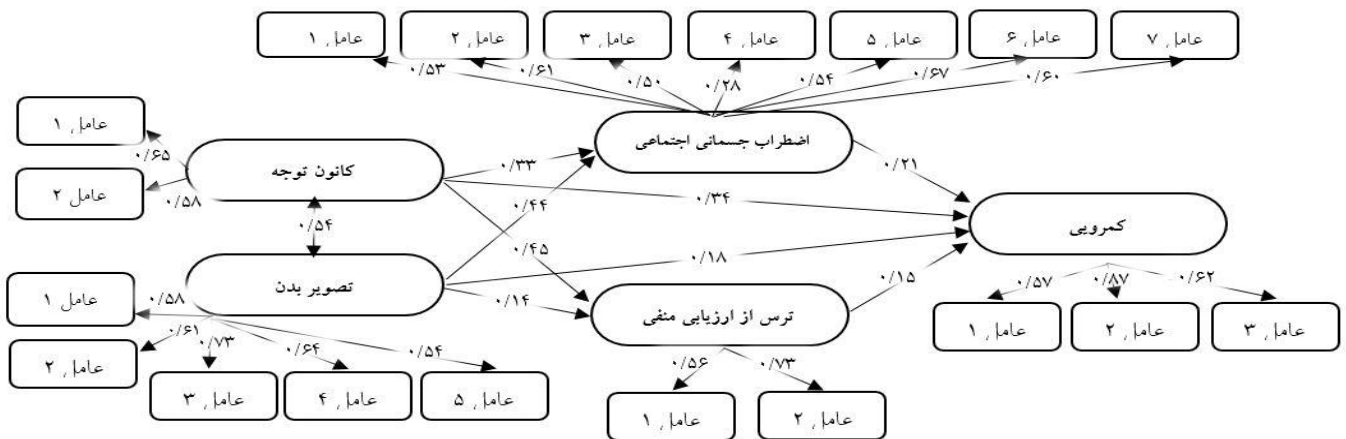 عامل ۱
عامل ۲
عامل ۳
عامل ۴
عامل ۵
عامل ۶
عامل ۷
۰/۵۳
۰/۶۱
۰/۵۰
۰/۲۸
۰/۵۴
۰/۶۷
۰/۶۰
عامل ۱
عامل ۲
۰/۶۵
۰/۵۸
کانون توجه
اضطراب جسمانی اجتماعی
۰/۳۳
۰/۴۴
۰/۲۱
۰/۳۴
۰/۵۴
۰/۴۵
۰/۱۸
۰/۱۴
۰/۱۵
کمرویی
تصویر بدن
ترس از ارزیابی منفی
عامل ۱
عامل ۲
عامل ۳
عامل ۴
عامل ۵
۰/۵۸
۰/۶۱
۰/۷۳
۰/۶۴
۰/۵۴
۰/۵۶
۰/۷۳
عامل ۱
عامل ۲
۰/۵۷
۰/۸۷
۰/۶۲
عامل ۱
عامل ۲
عامل ۳